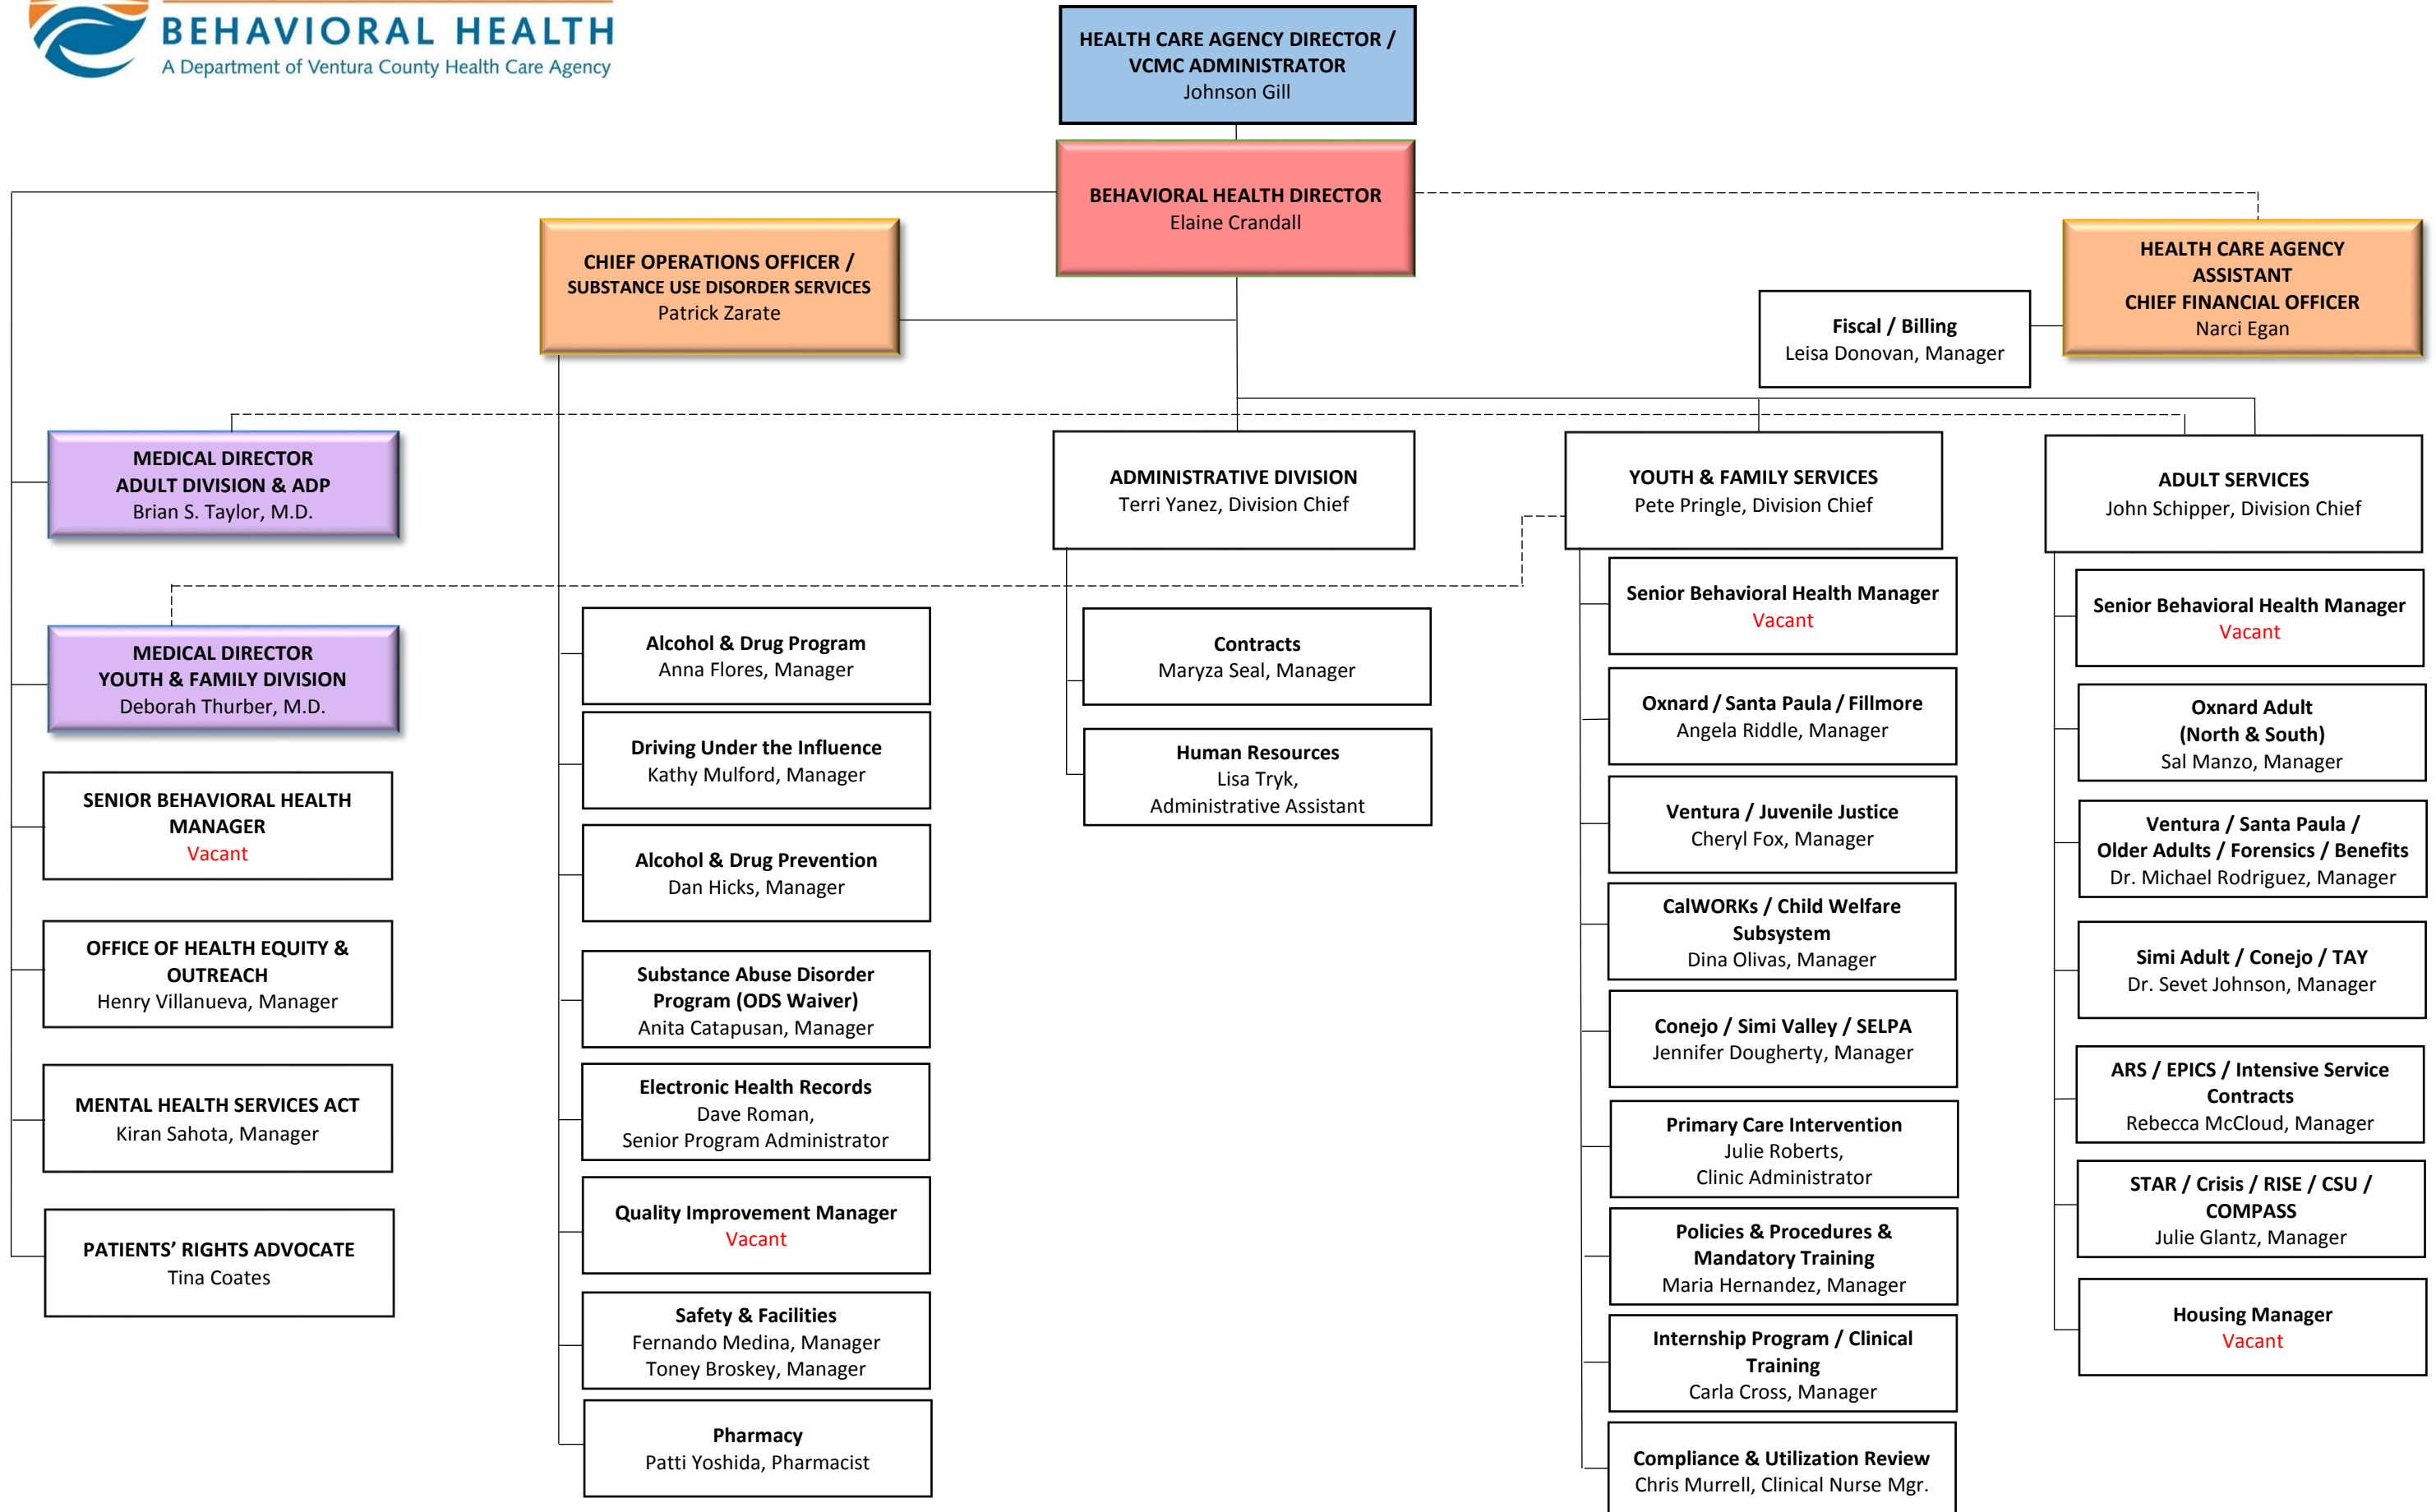 BEHAVIORAL HEALTH
A Department of Ventura County Health Care Agency
HEALTH CARE AGENCY DIRECTOR /
VCMC ADMINISTRATOR
Johnson Gill
BEHAVIORAL HEALTH DIRECTOR
Elaine Crandall
CHIEF OPERATIONS OFFICER /
SUBSTANCE USE DISORDER SERVICES
Patrick Zarate
HEALTH CARE AGENCY
ASSISTANT
CHIEF FINANCIAL OFFICER
Narci Egan
Fiscal / Billing
Leisa Donovan, Manager
MEDICAL DIRECTOR
ADULT DIVISION & ADP
Brian S. Taylor, M.D.
MEDICAL DIRECTOR
YOUTH & FAMILY DIVISION
Deborah Thurber, M.D.
SENIOR BEHAVIORAL HEALTH
MANAGER
Vacant
OFFICE OF HEALTH EQUITY &
OUTREACH
Henry Villanueva, Manager
MENTAL HEALTH SERVICES ACT
Kiran Sahota, Manager
PATIENTS’ RIGHTS ADVOCATE
Tina Coates
Alcohol & Drug Program
Anna Flores, Manager
Driving Under the Influence
Kathy Mulford, Manager
Alcohol & Drug Prevention
Dan Hicks, Manager
Substance Abuse Disorder
Program (ODS Waiver)
Anita Catapusan, Manager
Electronic Health Records
Dave Roman,
Senior Program Administrator
Quality Improvement Manager
Vacant
Safety & Facilities
Fernando Medina, Manager
Toney Broskey, Manager
Pharmacy
Patti Yoshida, Pharmacist
ADMINISTRATIVE DIVISION
Terri Yanez, Division Chief
Contracts
Maryza Seal, Manager
Human Resources
Lisa Tryk,
Administrative Assistant
YOUTH & FAMILY SERVICES
Pete Pringle, Division Chief
Senior Behavioral Health Manager
Vacant
Oxnard / Santa Paula / Fillmore
Angela Riddle, Manager
Ventura / Juvenile Justice
Cheryl Fox, Manager
CalWORKs / Child Welfare
Subsystem
Dina Olivas, Manager
Conejo / Simi Valley / SELPA
Jennifer Dougherty, Manager
Primary Care Intervention
Julie Roberts,
Clinic Administrator
Policies & Procedures &
Mandatory Training
Maria Hernandez, Manager
Internship Program / Clinical
Training
Carla Cross, Manager
Compliance & Utilization Review
Chris Murrell, Clinical Nurse Mgr.
ADULT SERVICES
John Schipper, Division Chief
Senior Behavioral Health Manager
Vacant
Oxnard Adult
(North & South)
Sal Manzo, Manager
Ventura / Santa Paula /
Older Adults / Forensics / Benefits
Dr. Michael Rodriguez, Manager
Simi Adult / Conejo / TAY
Dr. Sevet Johnson, Manager
ARS / EPICS / Intensive Service
Contracts
Rebecca McCloud, Manager
STAR / Crisis / RISE / CSU /
COMPASS
Julie Glantz, Manager
Housing Manager
Vacant